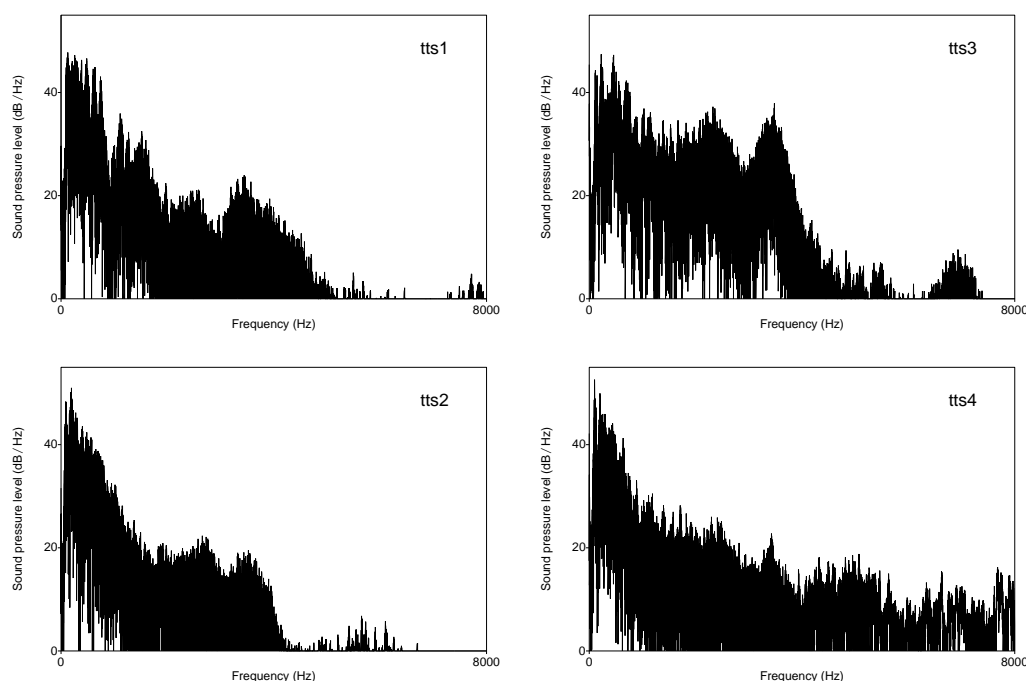 tts1
Sound pressure level (dB / Hz)
40
20
0
0
8000
Frequency (Hz)
tts3
Sound pressure level (dB / Hz)
40
20
0
0
8000
Frequency (Hz)
tts2
Sound pressure level (dB / Hz)
40
20
0
0
8000
Frequency (Hz)
tts4
Sound pressure level (dB / Hz)
40
20
0
0
8000
Frequency (Hz)